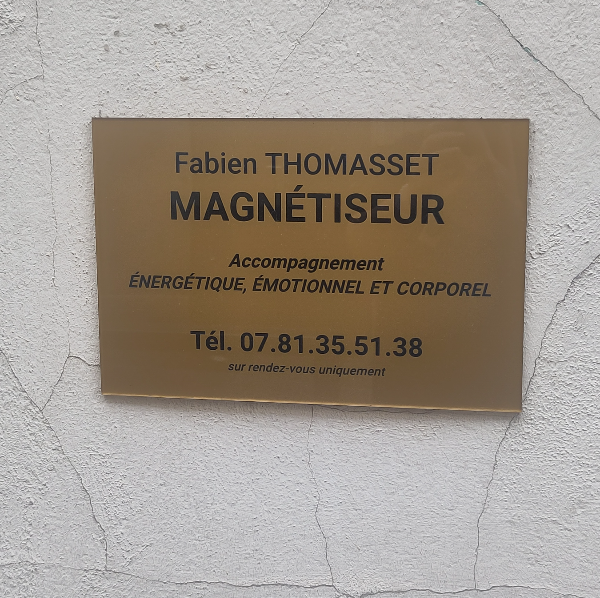 Fabien THOMASSET
MAGNÉTISEUR
Accompagnement
ÉNERGÉTIQUE, ÉMOTIONNEL ET CORPOREL
Tél. 07.81.35.51.38
sur rendez-vous uniquement